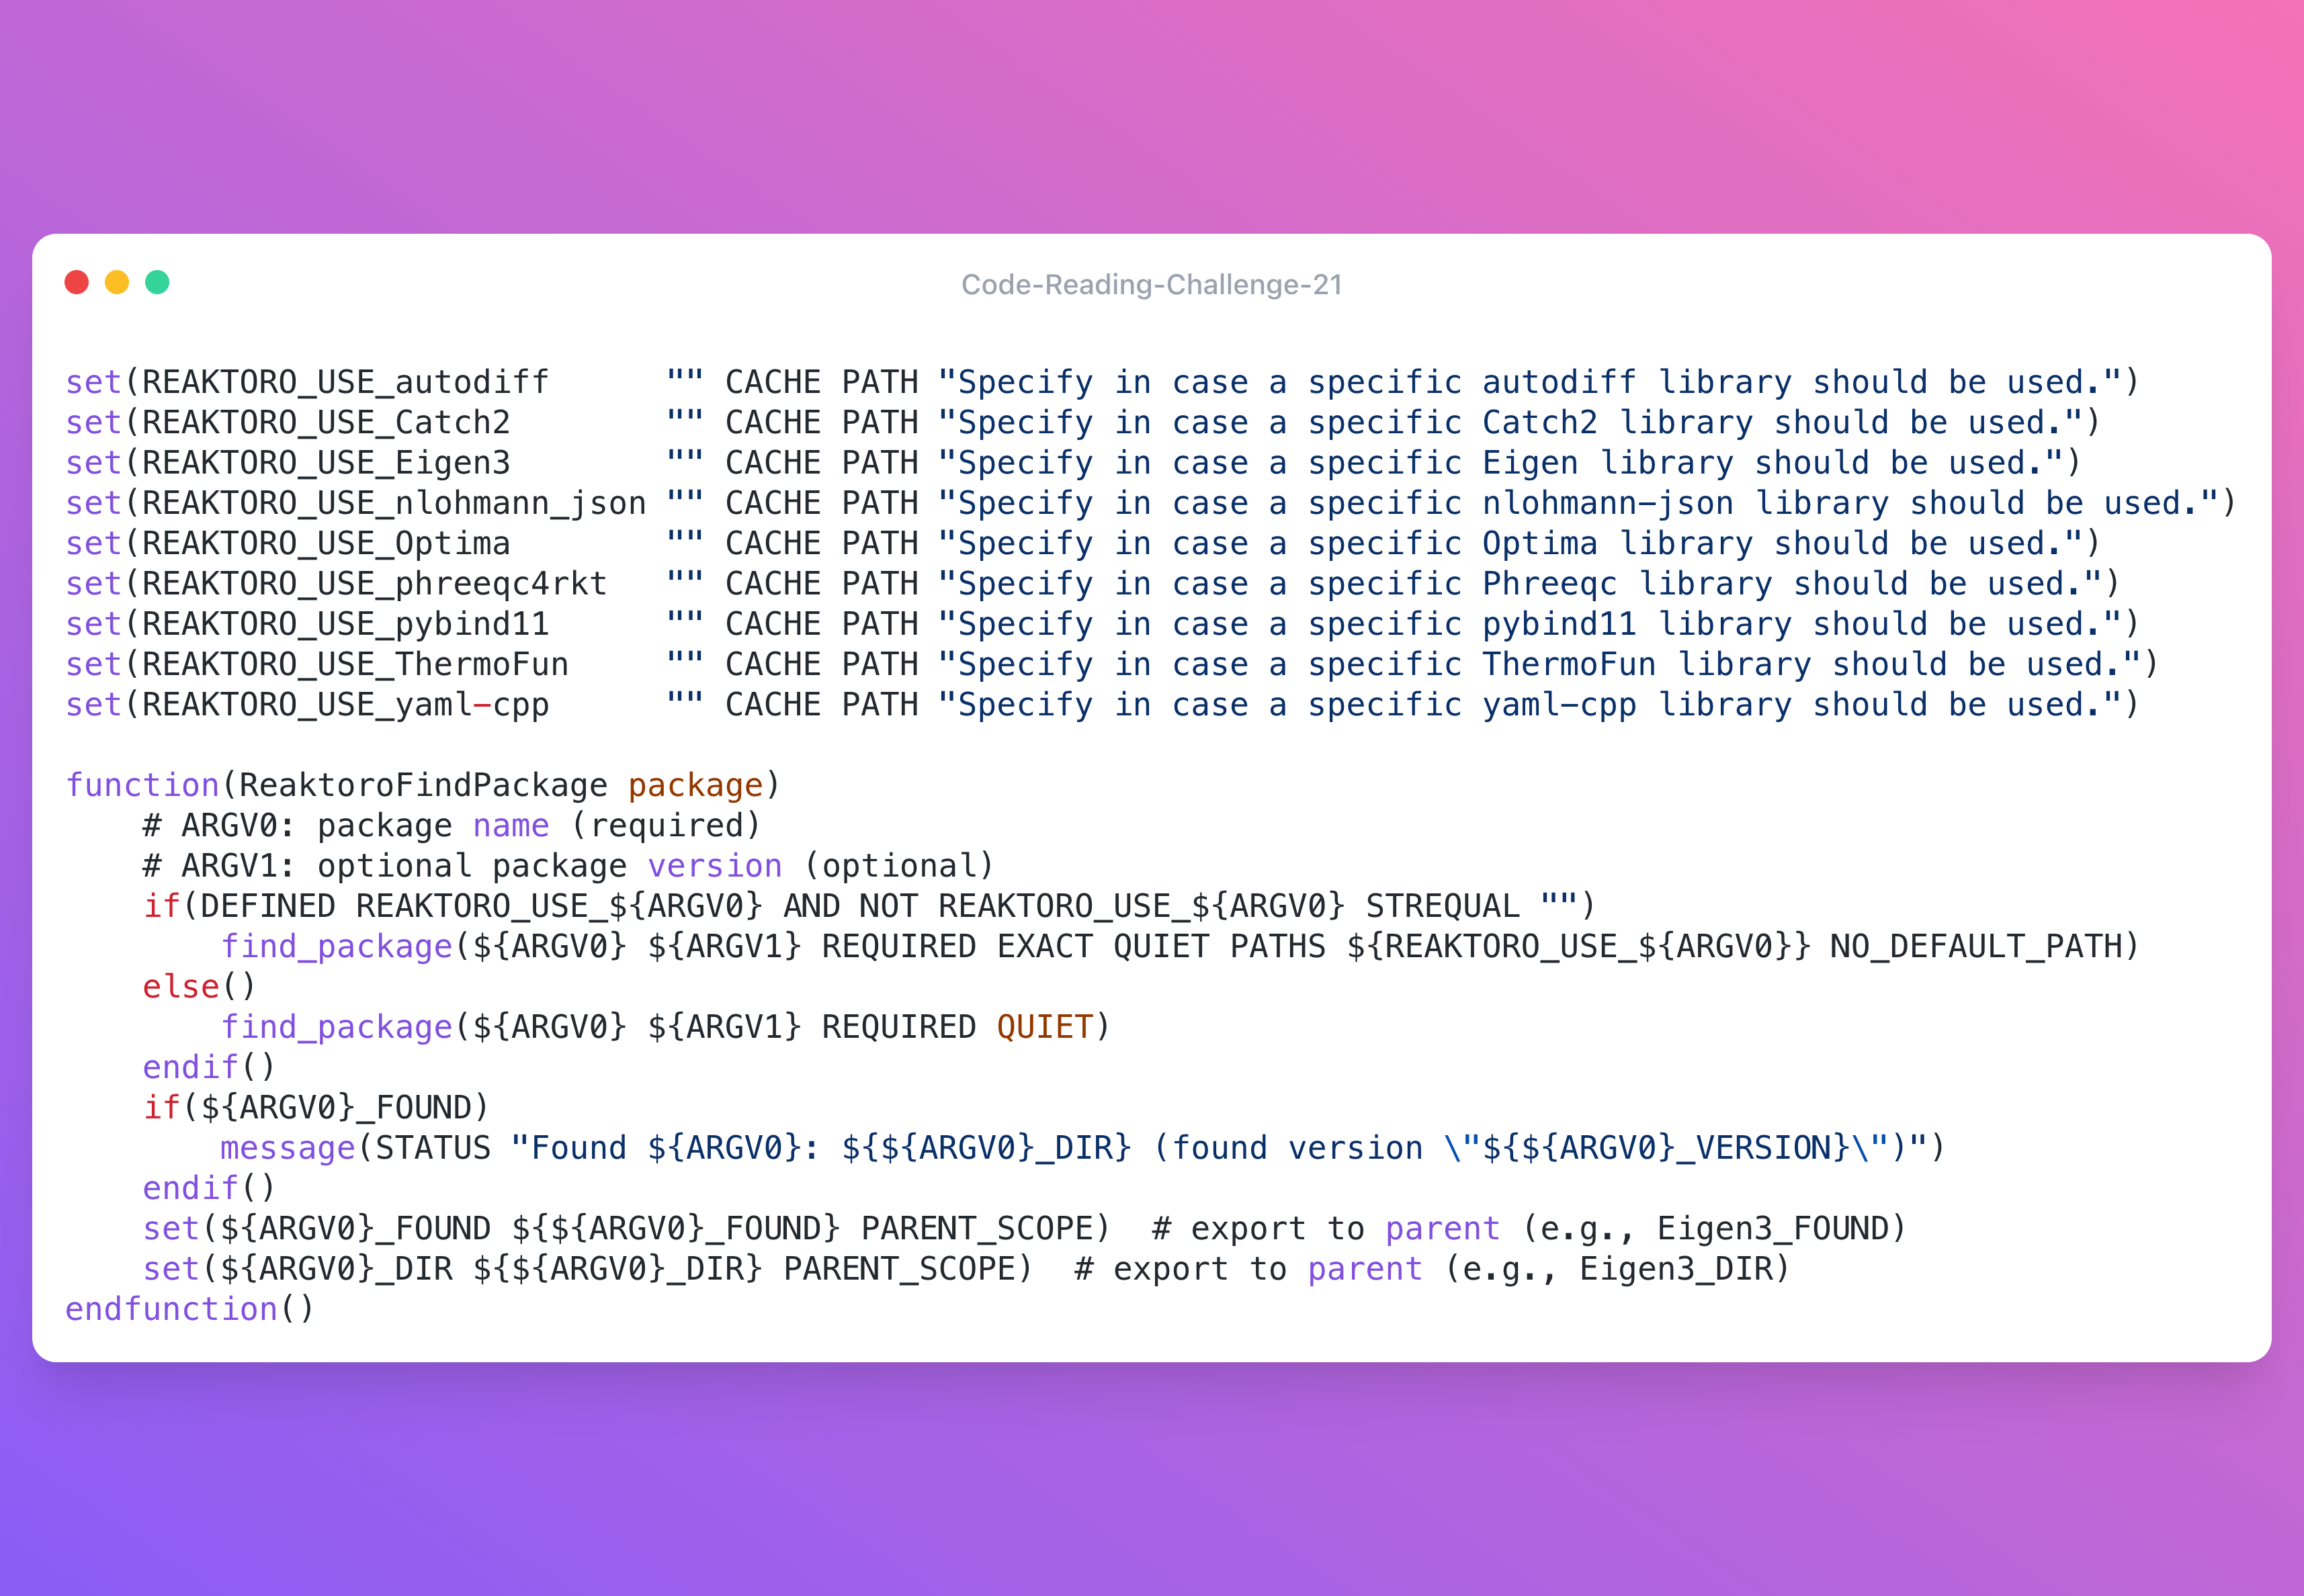 Code-Reading-Challenge-21
set(REAKTORO_USE_autodiff      "" CACHE PATH "Specify in case a specific autodiff library should be used.")
set(REAKTORO_USE_Catch2        "" CACHE PATH "Specify in case a specific Catch2 library should be used.")
set(REAKTORO_USE_Eigen3        "" CACHE PATH "Specify in case a specific Eigen library should be used.")
set(REAKTORO_USE_nlohmann_json "" CACHE PATH "Specify in case a specific nlohmann-json library should be used.")
set(REAKTORO_USE_Optima        "" CACHE PATH "Specify in case a specific Optima library should be used.")
set(REAKTORO_USE_phreeqc4rkt   "" CACHE PATH "Specify in case a specific Phreeqc library should be used.")
set(REAKTORO_USE_pybind11      "" CACHE PATH "Specify in case a specific pybind11 library should be used.")
set(REAKTORO_USE_ThermoFun     "" CACHE PATH "Specify in case a specific ThermoFun library should be used.")
set(REAKTORO_USE_yaml-cpp      "" CACHE PATH "Specify in case a specific yaml-cpp library should be used.")

function(ReaktoroFindPackage package)
    # ARGV0: package name (required)
    # ARGV1: optional package version (optional)
    if(DEFINED REAKTORO_USE_${ARGV0} AND NOT REAKTORO_USE_${ARGV0} STREQUAL "")
        find_package(${ARGV0} ${ARGV1} REQUIRED EXACT QUIET PATHS ${REAKTORO_USE_${ARGV0}} NO_DEFAULT_PATH)
    else()
        find_package(${ARGV0} ${ARGV1} REQUIRED QUIET)
    endif()
    if(${ARGV0}_FOUND)
        message(STATUS "Found ${ARGV0}: ${${ARGV0}_DIR} (found version \"${${ARGV0}_VERSION}\")")
    endif()
    set(${ARGV0}_FOUND ${${ARGV0}_FOUND} PARENT_SCOPE)  # export to parent (e.g., Eigen3_FOUND)
    set(${ARGV0}_DIR ${${ARGV0}_DIR} PARENT_SCOPE)  # export to parent (e.g., Eigen3_DIR)
endfunction()